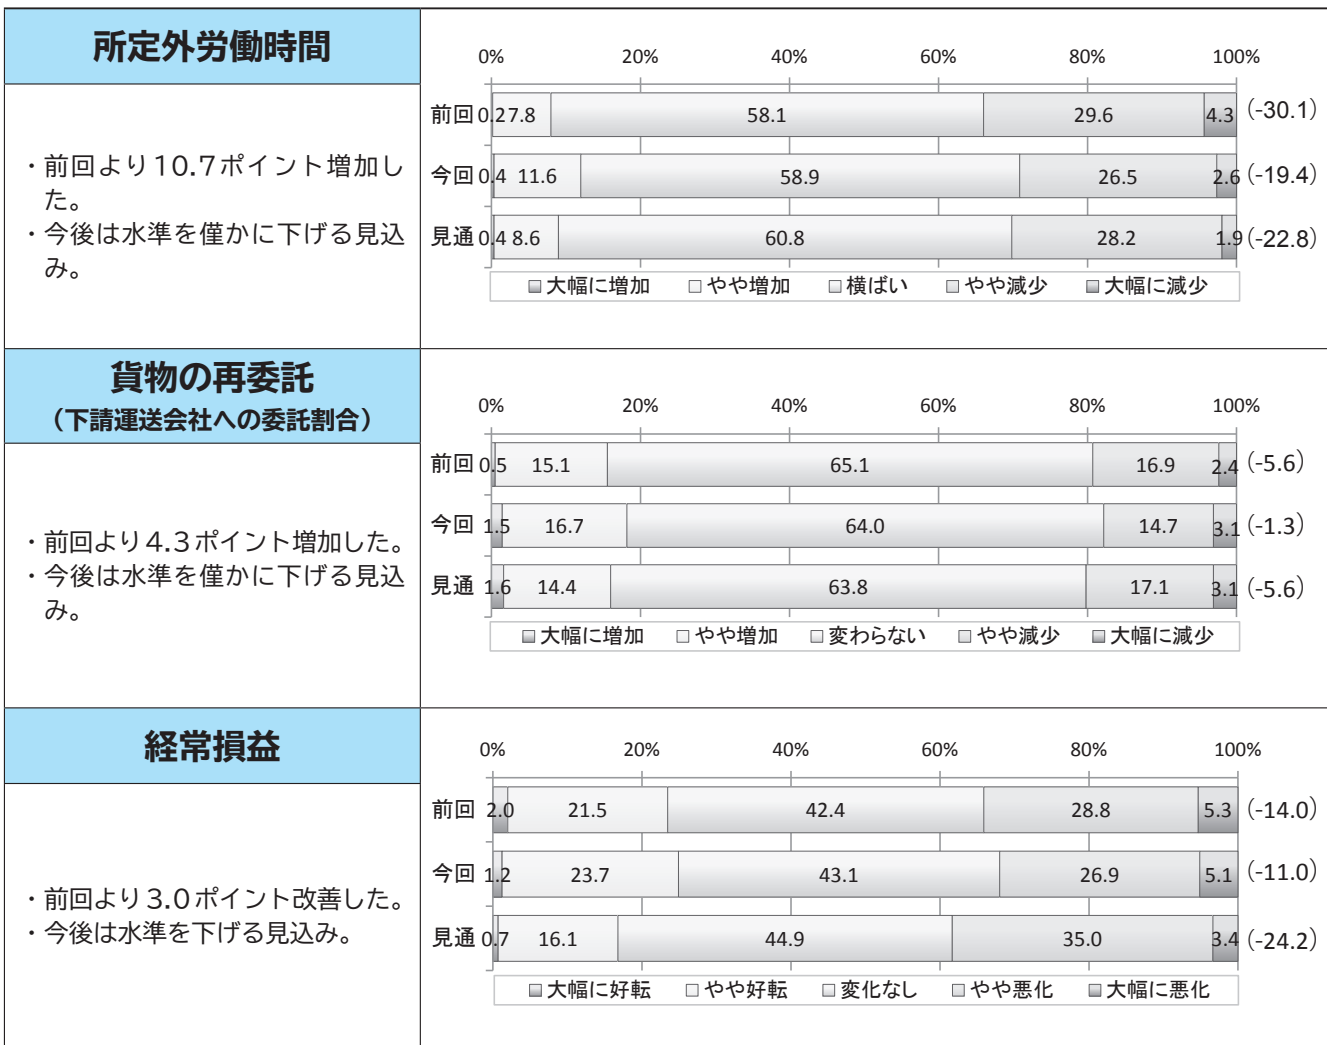 所定外労働時間
・前回より10.7ポイント増加し
た。
・今後は水準を僅かに下げる見込
み。
0% 20% 40% 60% 80% 100%
前回 0.2 7.8 58.1 29.6 4.3 (-30.1)
今回 0.4 11.6 58.9 26.5 2.6 (-19.4)
見通 0.4 8.6 60.8 28.2 1.9 (-22.8)
大幅に増加 やや増加 横ばい やや減少 大幅に減少
貨物の再委託
（下請運送会社への委託割合）
・前回より4.3ポイント増加した。
・今後は水準を僅かに下げる見込
み。
0% 20% 40% 60% 80% 100%
前回 0.5 15.1 65.1 16.9 2.4 (-5.6)
今回 1.5 16.7 64.0 14.7 3.1 (-1.3)
見通 1.6 14.4 63.8 17.1 3.1 (-5.6)
大幅に増加 やや増加 変わらない やや減少 大幅に減少
経常損益
・前回より3.0ポイント改善した。
・今後は水準を下げる見込み。
0% 20% 40% 60% 80% 100%
前回 2.0 21.5 42.4 28.8 5.3 (-14.0)
今回 1.2 23.7 43.1 26.9 5.1 (-11.0)
見通 0.7 16.1 44.9 35.0 3.4 (-24.2)
大幅に好転 やや好転 変化なし やや悪化 大幅に悪化